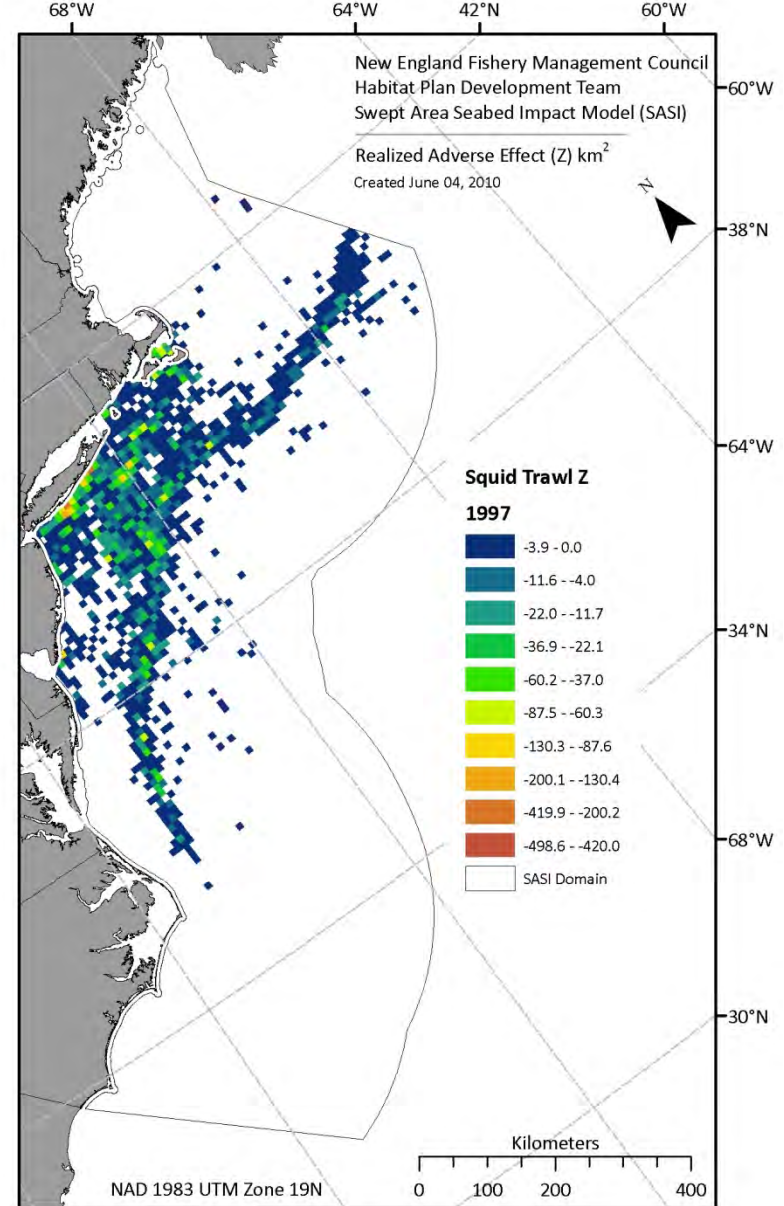 68°W 64°W 42°N 60°W
New England Fishery Management Council
Habitat Plan Development Team
Swept Area Seabed Impact Model (SASI)
Realized Adverse Effect (Z) km²
Created June 04, 2010
N
60°W
38°N
64°W
34°N
68°W
30°N
Squid Trawl Z
1997
-3.9 - 0.0
-11.6 - -4.0
-22.0 - -11.7
-36.9 - -22.1
-60.2 - -37.0
-87.5 - -60.3
-130.3 - -87.6
-200.1 - -130.4
-419.9 - -200.2
-498.6 - -420.0
SASI Domain
Kilometers
0 100 200 400
NAD 1983 UTM Zone 19N